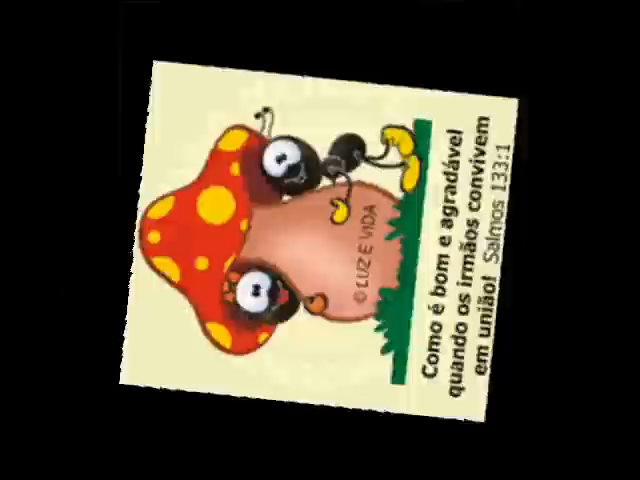 © LUZ E VIDA
Como é bom e agradável
quando os irmãos convivem
em união! Salmos 133:1